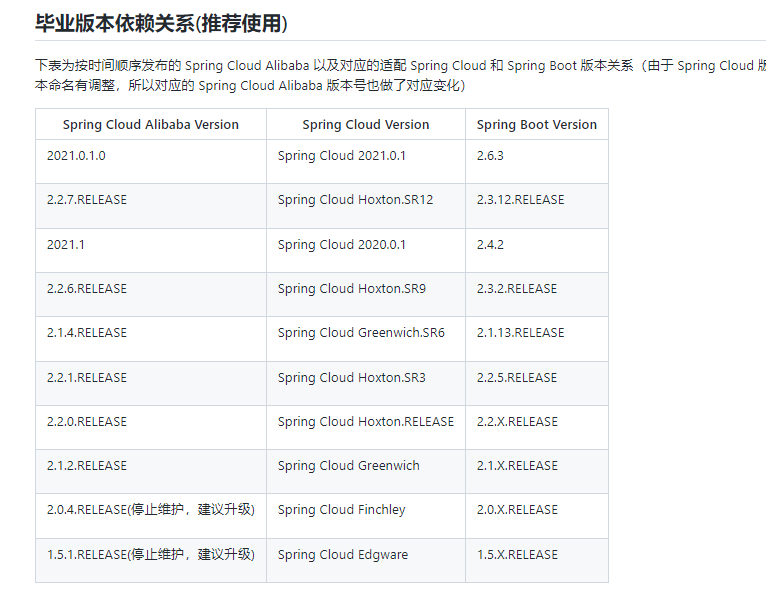 毕业版本依赖关系(推荐使用)
下表为按时间顺序发布的 Spring Cloud Alibaba 以及对应的适配 Spring Cloud 和 Spring Boot 版本关系（由于 Spring Cloud 版
本命名有调整，所以对应的 Spring Cloud Alibaba 版本号也做了对应变化）
Spring Cloud Alibaba Version Spring Cloud Version Spring Boot Version
2021.0.1.0 Spring Cloud 2021.0.1 2.6.3
2.2.7.RELEASE Spring Cloud Hoxton.SR12 2.3.12.RELEASE
2021.1 Spring Cloud 2020.0.1 2.4.2
2.2.6.RELEASE Spring Cloud Hoxton.SR9 2.3.2.RELEASE
2.1.4.RELEASE Spring Cloud Greenwich.SR6 2.1.13.RELEASE
2.2.1.RELEASE Spring Cloud Hoxton.SR3 2.2.5.RELEASE
2.2.0.RELEASE Spring Cloud Hoxton.RELEASE 2.2.X.RELEASE
2.1.2.RELEASE Spring Cloud Greenwich 2.1.X.RELEASE
2.0.4.RELEASE(停止维护，建议升级) Spring Cloud Finchley 2.0.X.RELEASE
1.5.1.RELEASE(停止维护，建议升级) Spring Cloud Edgware 1.5.X.RELEASE